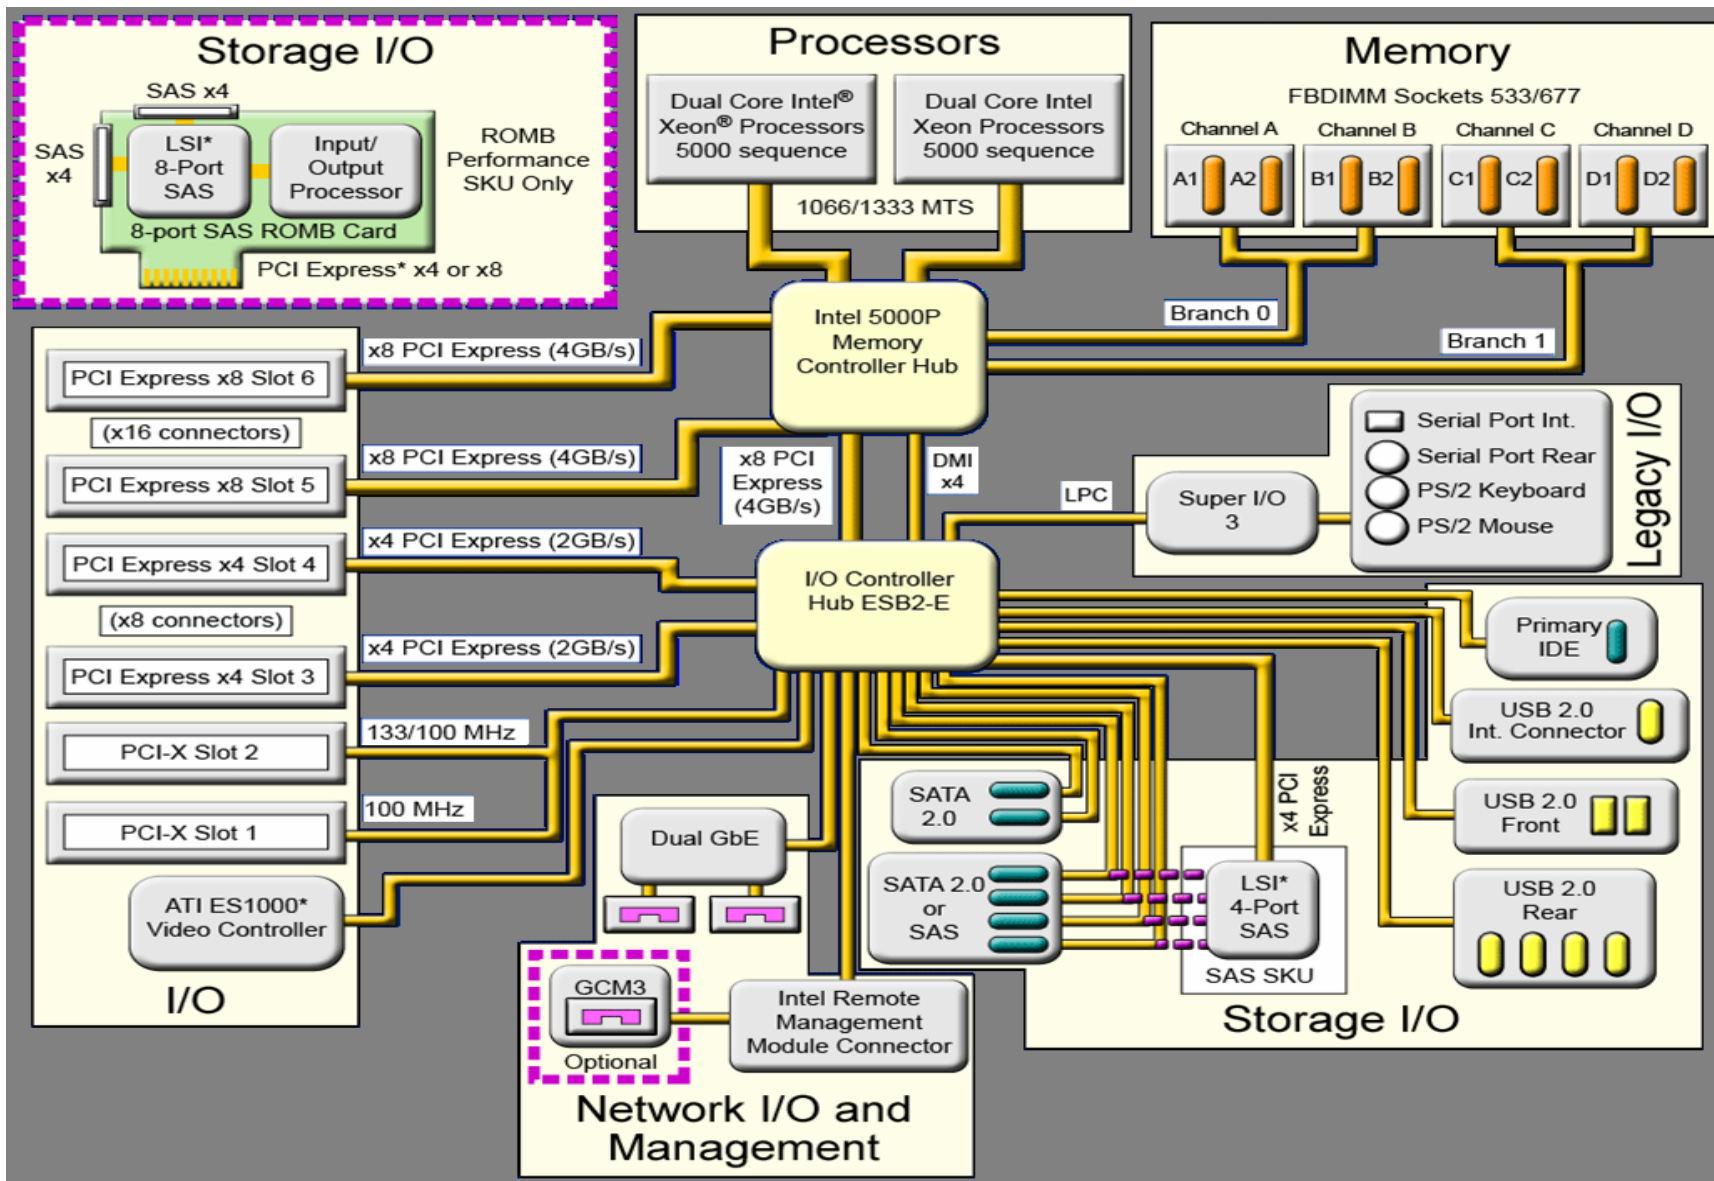 Storage I/O
SAS x4
SAS
x4
LSI*
8-Port
SAS
Input/
Output
Processor
ROMB
Performance
SKU Only
8-port SAS ROMB Card
PCI Express* x4 or x8
Processors
Dual Core Intel®
Xeon® Processors
5000 sequence
Dual Core Intel
Xeon Processors
5000 sequence
1066/1333 MTS
Memory
FBDIMM Sockets 533/677
Channel A
Channel B
Channel C
Channel D
A1
A2
B1
B2
C1
C2
D1
D2
Branch 0
Branch 1
Intel 5000P
Memory
Controller Hub
PCI Express x8 Slot 6
x8 PCI Express (4GB/s)
(x16 connectors)
PCI Express x8 Slot 5
x8 PCI Express (4GB/s)
PCI Express x4 Slot 4
x4 PCI Express (2GB/s)
(x8 connectors)
PCI Express x4 Slot 3
x4 PCI Express (2GB/s)
PCI-X Slot 2
133/100 MHz
PCI-X Slot 1
100 MHz
ATI ES1000*
Video Controller
I/O
x8 PCI
Express
(4GB/s)
DMI
x4
LPC
Super I/O
3
Serial Port Int.
Serial Port Rear
PS/2 Keyboard
PS/2 Mouse
Legacy I/O
I/O Controller
Hub ESB2-E
Primary
IDE
USB 2.0
Int. Connector
USB 2.0
Front
USB 2.0
Rear
SATA
2.0
SATA 2.0
or
SAS
x4 PCI
Express
LSI*
4-Port
SAS
SAS SKU
Storage I/O
Dual GbE
GCM3
Optional
Intel Remote
Management
Module Connector
Network I/O and
Management